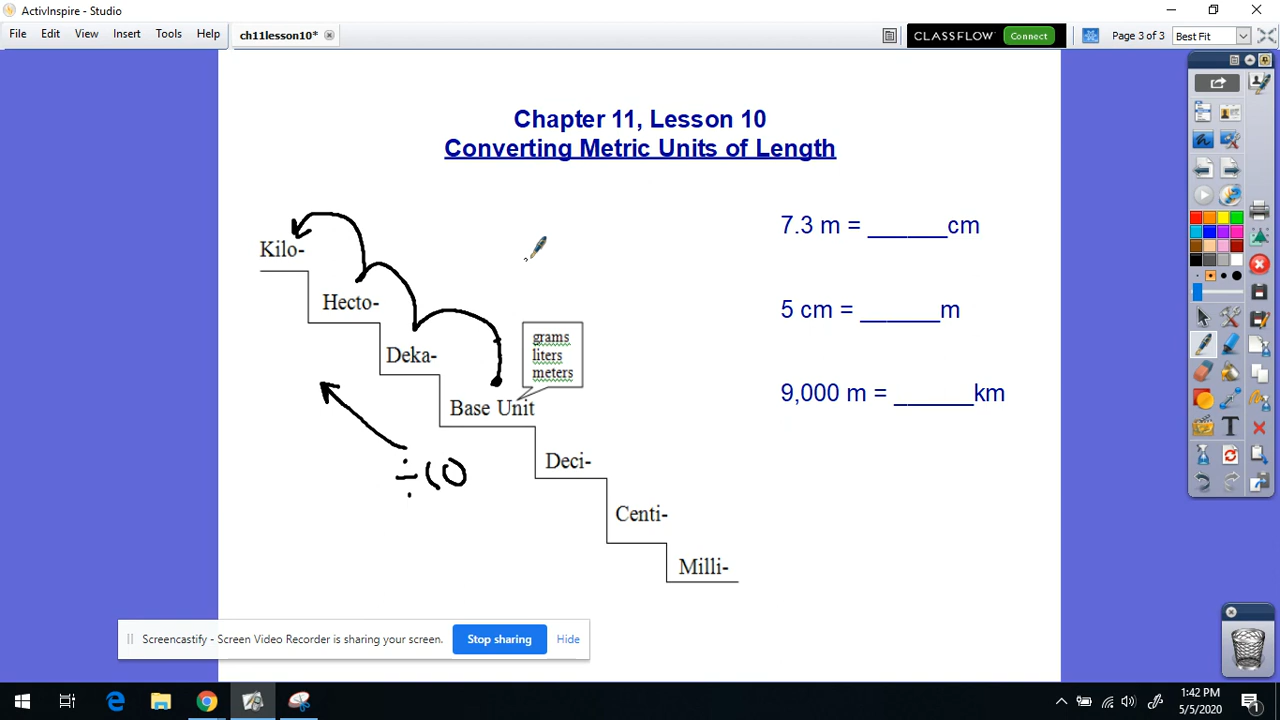 ActivInspire - Studio
File Edit View Insert Tools Help
ch11lesson10*
CLASSFLOW Connect
Page 3 of 3
Best Fit
Chapter 11, Lesson 10
Converting Metric Units of Length
Kilo-
Hecto-
Deka-
grams
liters
meters
Base Unit
Deci-
Centi-
Milli-
÷10
7.3 m = ______cm
5 cm = ______m
9,000 m = ______km
Screencastify - Screen Video Recorder is sharing your screen.
Stop sharing
Hide
1:42 PM
5/5/2020
1